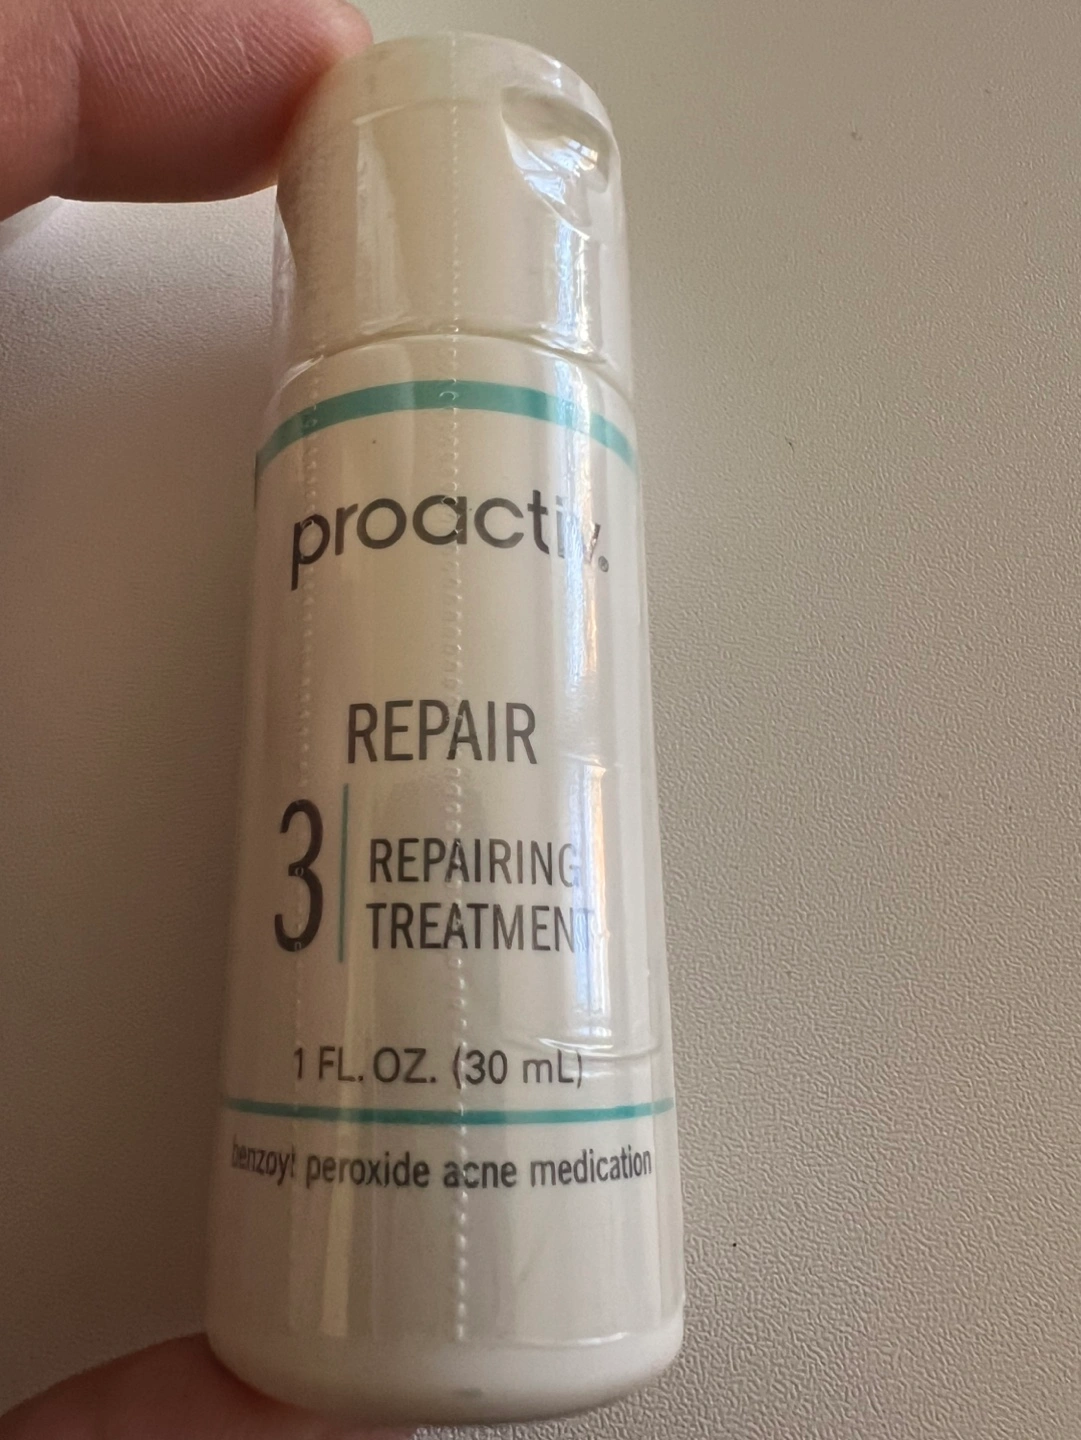 proactiv®
REPAIR
3
REPAIRING
TREATMENT
1 FL. OZ. (30 mL)
benzoyl peroxide acne medication